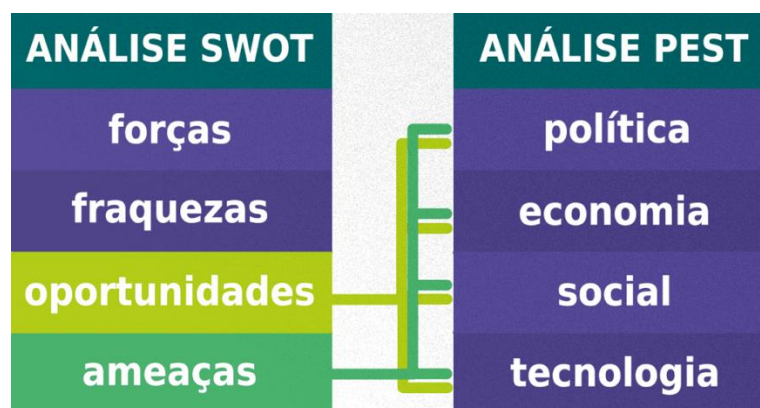 ANÁLISE SWOT
forças
fraquezas
oportunidades
ameaças
ANÁLISE PEST
política
economia
social
tecnologia